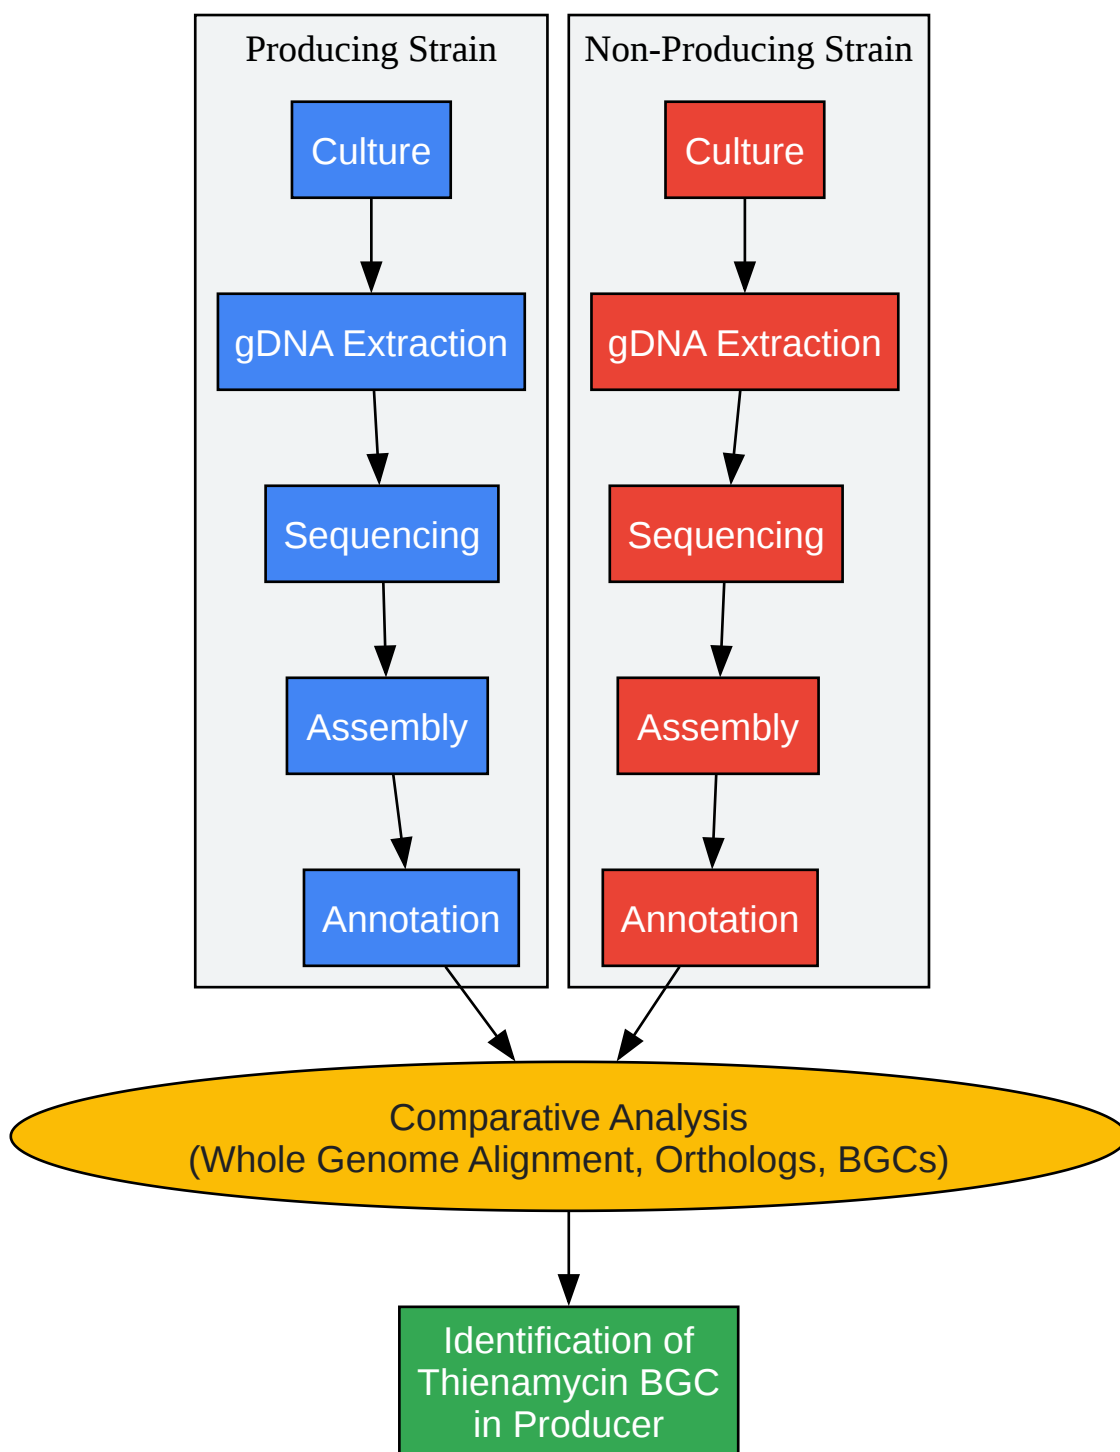 Producing Strain
Culture
gDNA Extraction
Sequencing
Assembly
Annotation
Non-Producing Strain
Culture
gDNA Extraction
Sequencing
Assembly
Annotation
Comparative Analysis
(Whole Genome Alignment, Orthologs, BGCs)
Identification of
Thienamycin BGC
in Producer